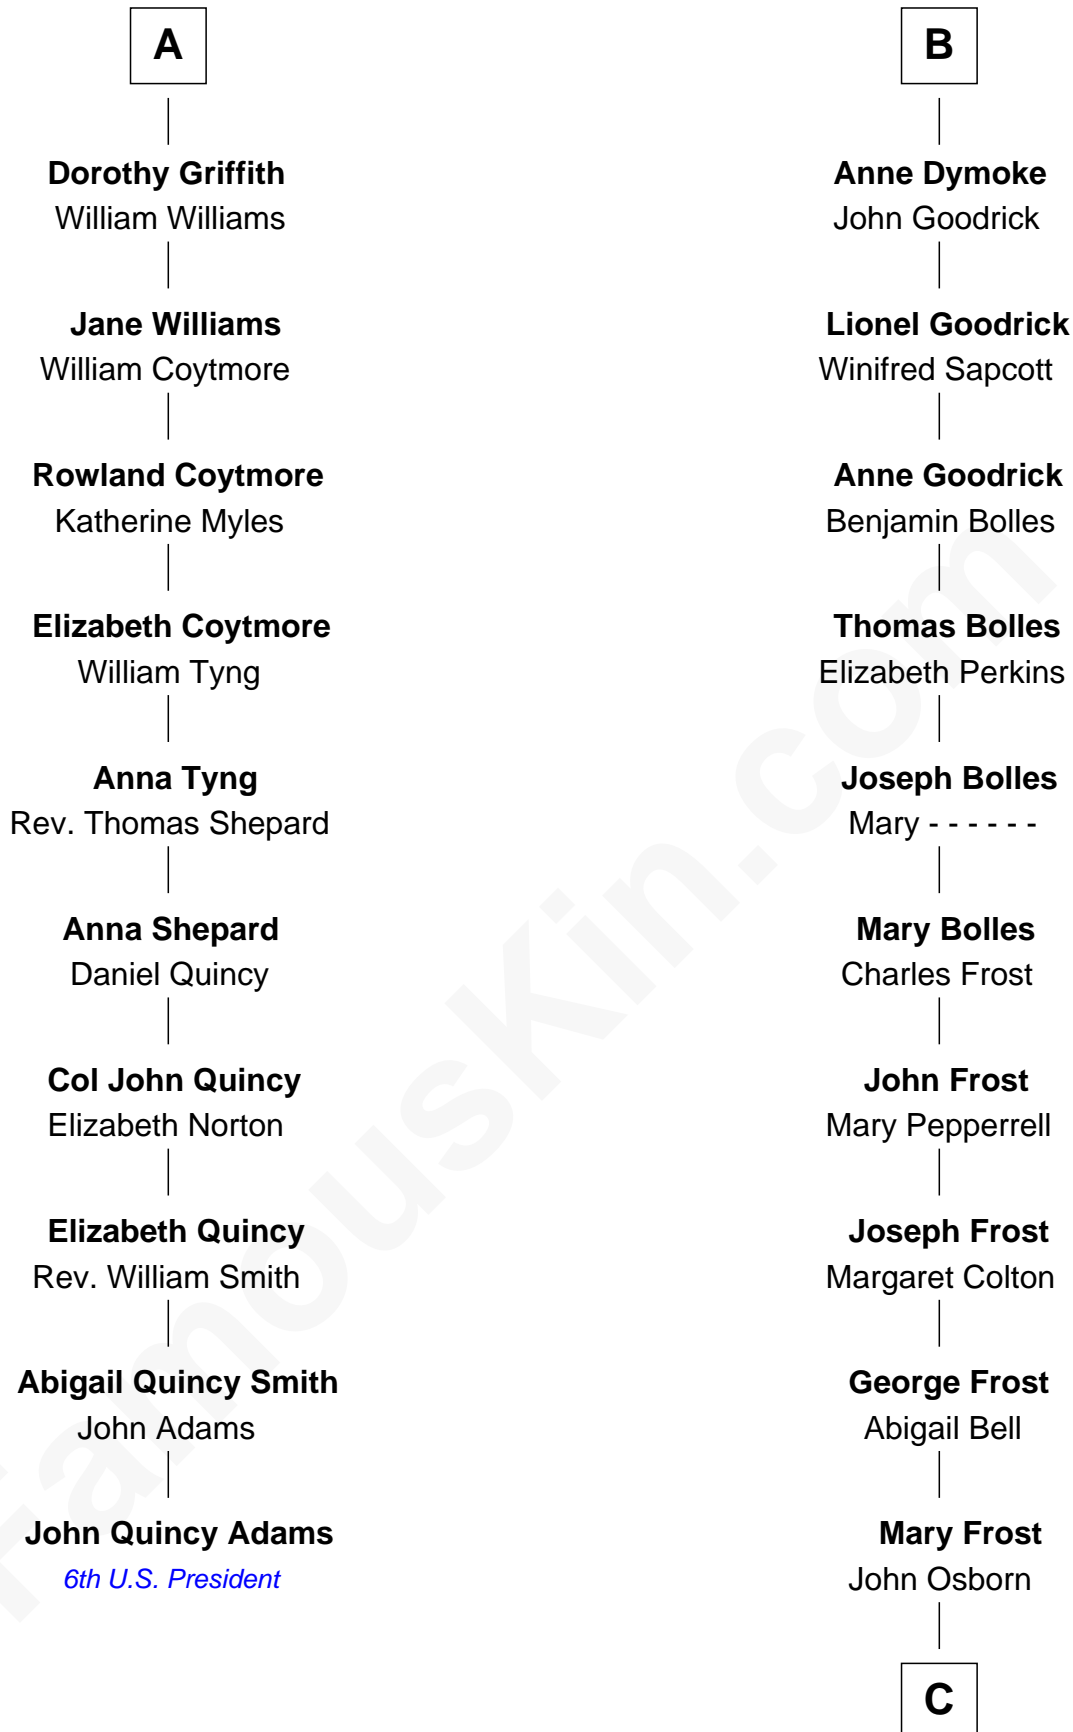 A
Dorothy Griffith
William Williams
Jane Williams
William Coytmore
Rowland Coytmore
Katherine Myles
Elizabeth Coytmore
William Tyng
Anna Tyng
Rev. Thomas Shepard
Anna Shepard
Daniel Quincy
Col John Quincy
Elizabeth Norton
Elizabeth Quincy
Rev. William Smith
Abigail Quincy Smith
John Adams
John Quincy Adams
6th U.S. President
B
Anne Dymoke
John Goodrick
Lionel Goodrick
Winifred Sapcott
Anne Goodrick
Benjamin Bolles
Thomas Bolles
Elizabeth Perkins
Joseph Bolles
Mary - - - - - -
Mary Bolles
Charles Frost
John Frost
Mary Pepperrell
Joseph Frost
Margaret Colton
George Frost
Abigail Bell
Mary Frost
John Osborn
C
FamousKin.com